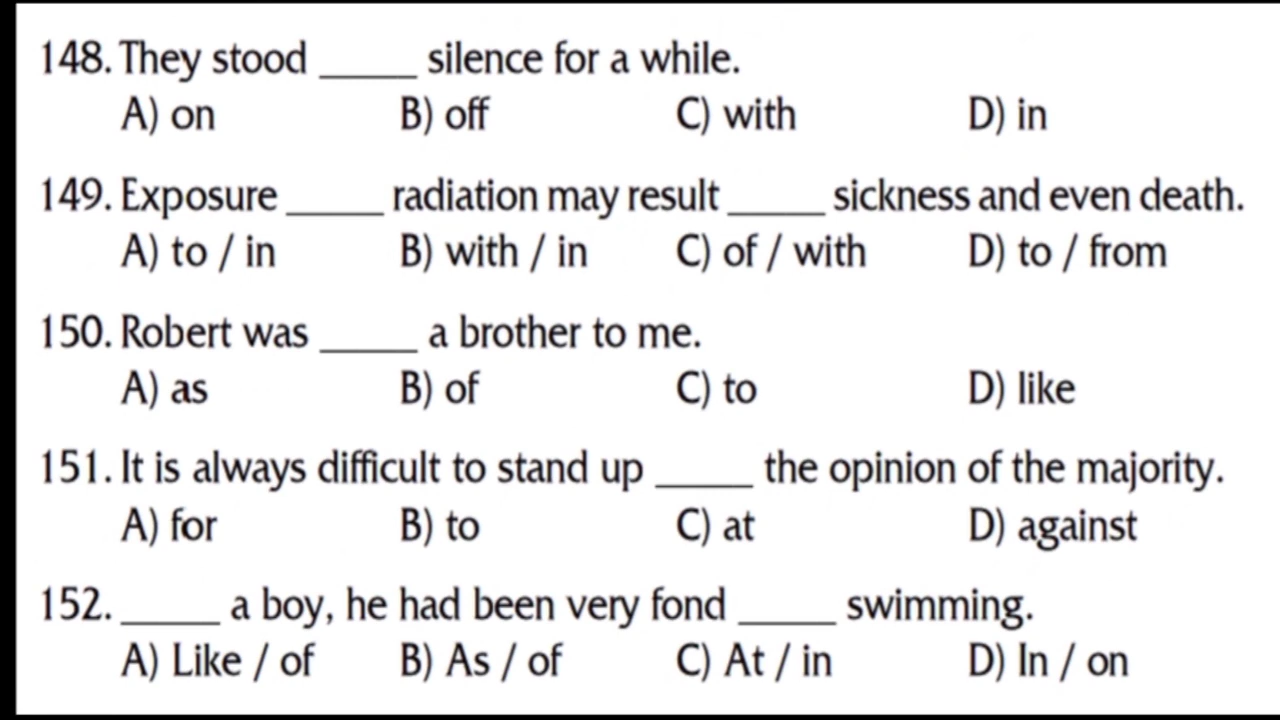 148. They stood _____ silence for a while.
A) on B) off C) with D) in
149. Exposure _____ radiation may result _____ sickness and even death.
A) to / in B) with / in C) of / with D) to / from
150. Robert was _____ a brother to me.
A) as B) of C) to D) like
151. It is always difficult to stand up _____ the opinion of the majority.
A) for B) to C) at D) against
152. _____ a boy, he had been very fond _____ swimming.
A) Like / of B) As / of C) At / in D) In / on